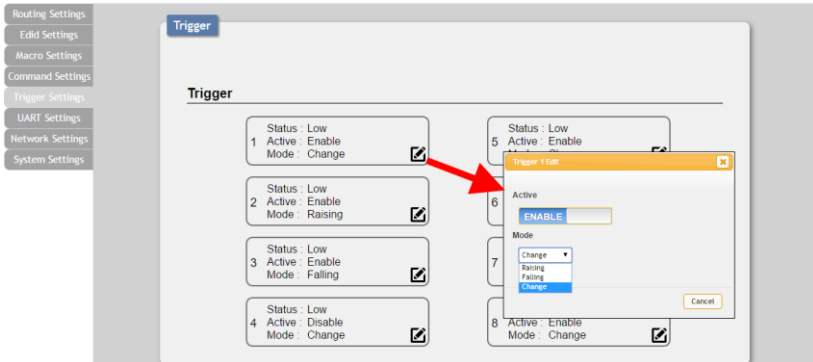 Routing Settings
Edid Settings
Macro Settings
Command Settings
Trigger Settings
UART Settings
Network Settings
System Settings
Trigger
Trigger
1
Status : Low
Active : Enable
Mode : Change
2
Status : Low
Active : Enable
Mode : Raising
3
Status : Low
Active : Enable
Mode : Falling
4
Status : Low
Active : Disable
Mode : Change
5
Status : Low
Active : Enable
6
7
8
Active : Enable
Mode : Change
Trigger 1 Edit
Active
ENABLE
Mode
Change
Raising
Falling
Change
Cancel